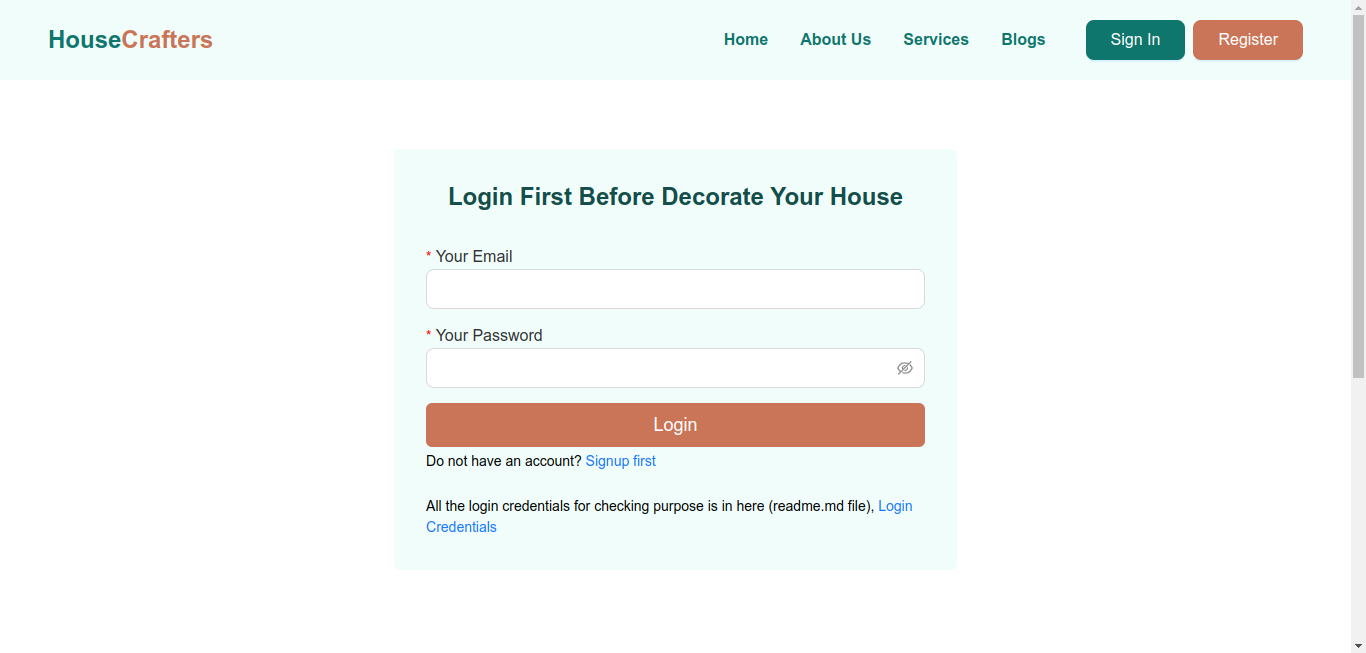 HouseCrafters
Home About Us Services Blogs Sign In Register
Login First Before Decorate Your House
* Your Email
* Your Password
Login
Do not have an account? Signup first
All the login credentials for checking purpose is in here (readme.md file), Login
Credentials